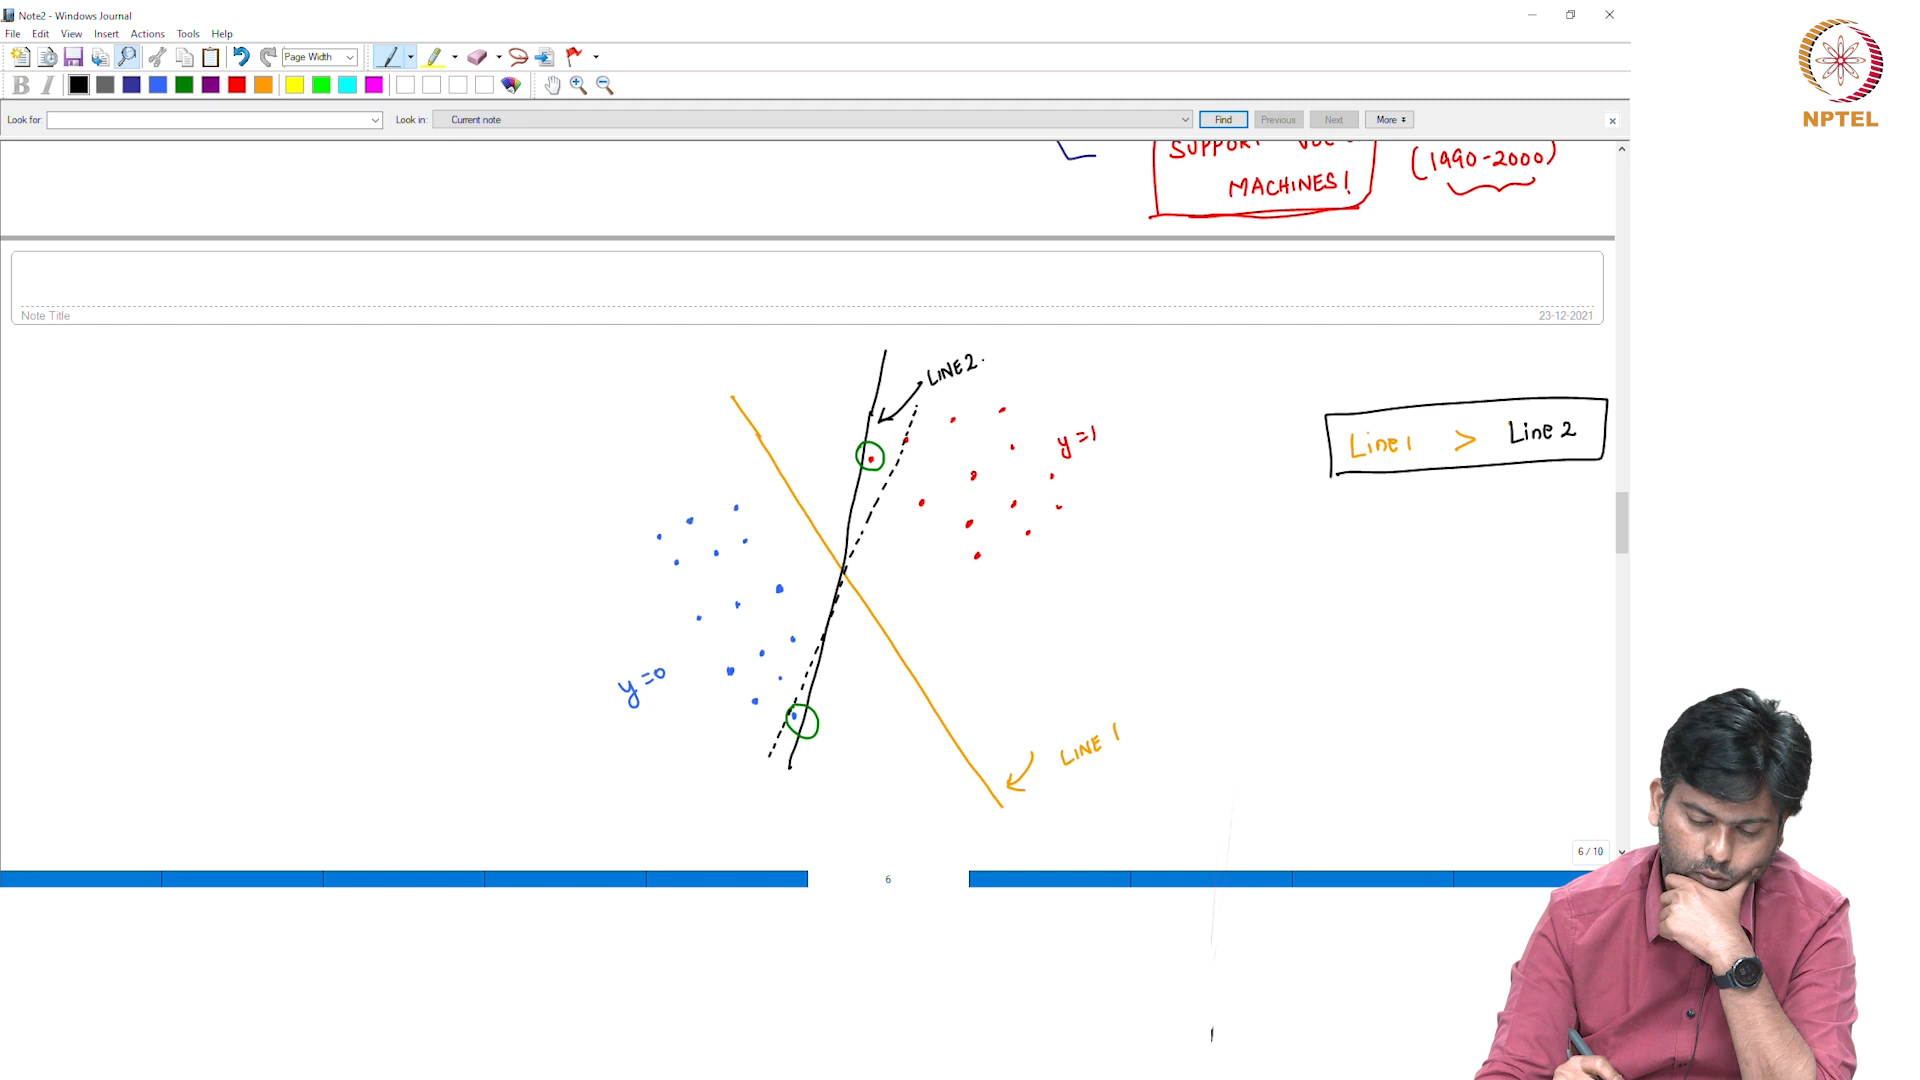 Note2 - Windows Journal
File Edit View Insert Actions Tools Help
Page Width
B I
Look for:
Look in: Current note
Find Previous Next More
NPTEL
SUPPORT
MACHINES!
(1990-2000)
Note Title
23-12-2021
LINE 2.
y=1
Line 1 > Line 2
y=0
LINE 1
6 / 10
6